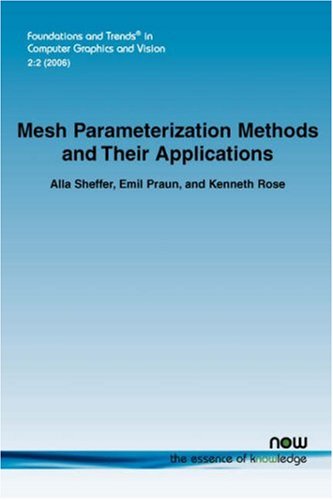 Foundations and Trends® in
Computer Graphics and Vision
2:2 (2006)
Mesh Parameterization Methods
and Their Applications
Alla Sheffer, Emil Praun, and Kenneth Rose
now
the essence of knowledge